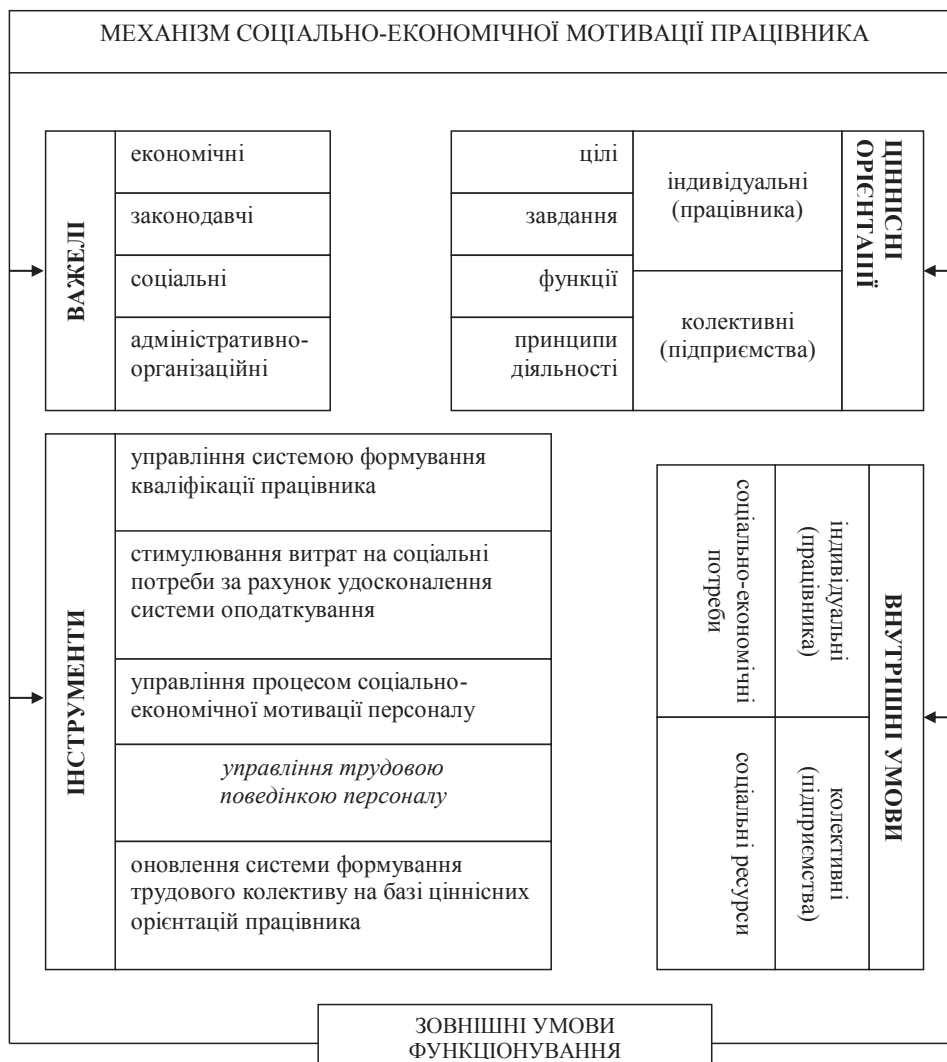 МЕХАНІЗМ СОЦІАЛЬНО-ЕКОНОМІЧНОЇ МОТИВАЦІЇ ПРАЦІВНИКА
ВАЖЕЛІ
економічні
законодавчі
соціальні
адміністративно-
організаційні
цілі
завдання
функції
принципи
діяльності
індивідуальні
(працівника)
колективні
(підприємства)
ЦІННІСНІ
ОРІЄНТАЦІЇ
ІНСТРУМЕНТИ
управління системою формування
кваліфікації працівника
стимулювання витрат на соціальні
потреби за рахунок удосконалення
системи оподаткування
управління процесом соціально-
економічної мотивації персоналу
управління трудовою
поведінкою персоналу
оновлення системи формування
трудового колективу на базі ціннісних
орієнтацій працівника
соціально-економічні
потреби
індивідуальні
(працівника)
соціальні ресурси
колективні
(підприємства)
ВНУТРІШНІ УМОВИ
ЗОВНІШНІ УМОВИ
ФУНКЦІОНУВАННЯ